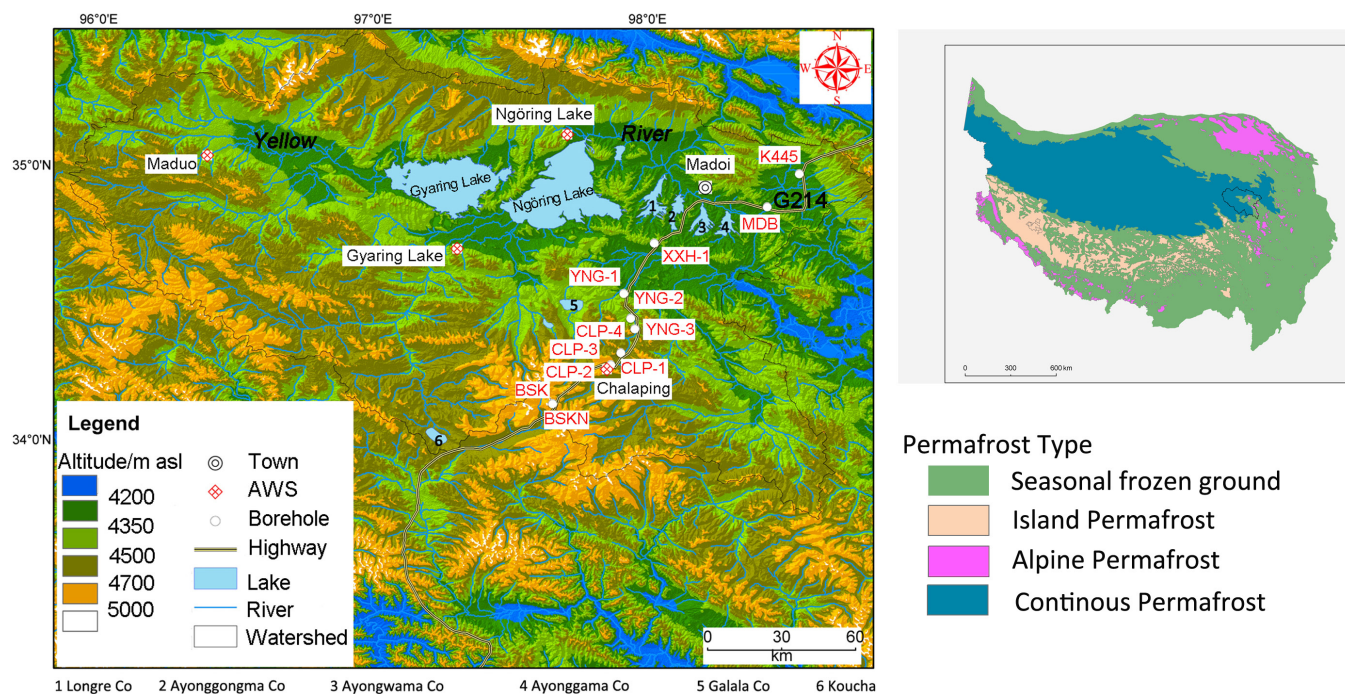 96°0'E 97°0'E 98°0'E
N
W E
S
Ngöring Lake
Yellow River
K445
Maduo
35°0'N
Madoi
Gyaring Lake
Ngöring Lake
G214
1 2 3 4
MDB
Gyaring Lake
XXH-1
YNG-1
YNG-2
5
CLP-4 YNG-3
CLP-3
CLP-2 CLP-1
Chalaping
BSK
BSKN
34°0'N
6
Legend
Altitude/m asl
4200
4350
4500
4700
5000
Town
AWS
Borehole
Highway
Lake
River
Watershed
0 30 60
km
1 Longre Co 2 Ayonggongma Co 3 Ayongwama Co 4 Ayonggama Co 5 Galala Co 6 Koucha
0 300 600 km
Permafrost Type
Seasonal frozen ground
Island Permafrost
Alpine Permafrost
Continous Permafrost